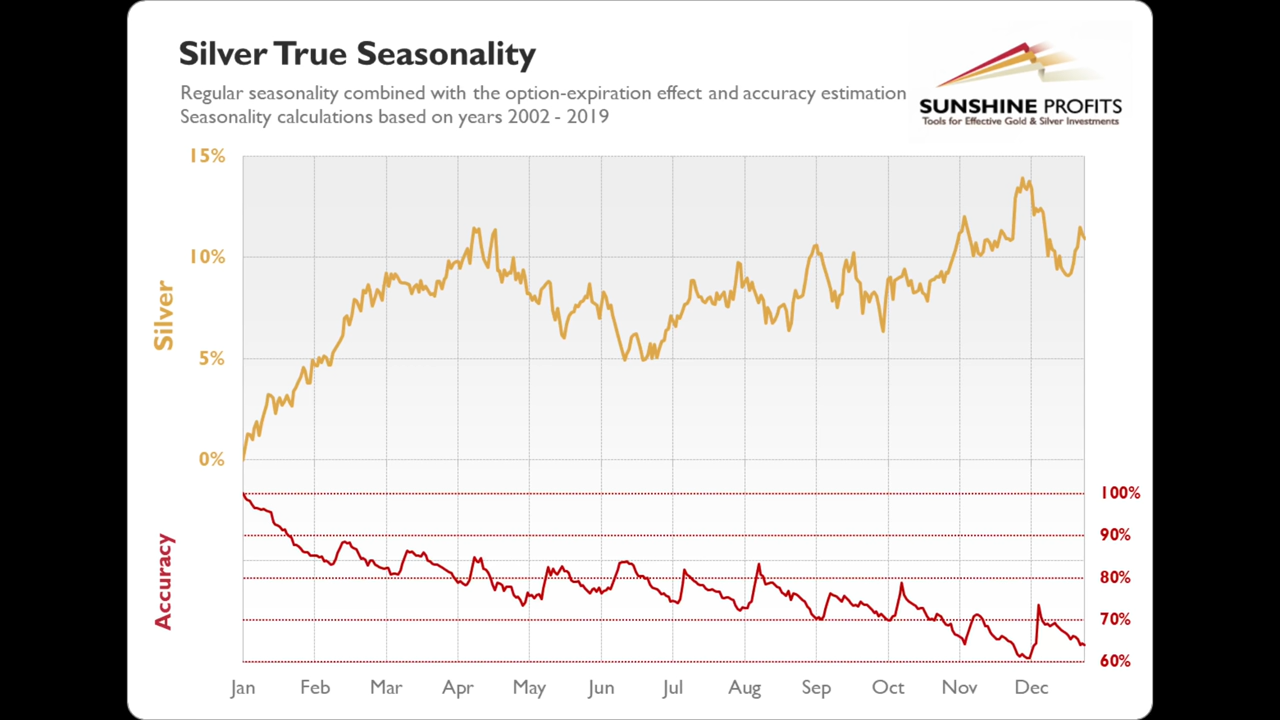 Silver True Seasonality
Regular seasonality combined with the option-expiration effect and accuracy estimation
Seasonality calculations based on years 2002 - 2019
SUNSHINE PROFITS
Tools for Effective Gold & Silver Investments
15%
10%
5%
0%
Silver
Accuracy
100%
90%
80%
70%
60%
Jan Feb Mar Apr May Jun Jul Aug Sep Oct Nov Dec